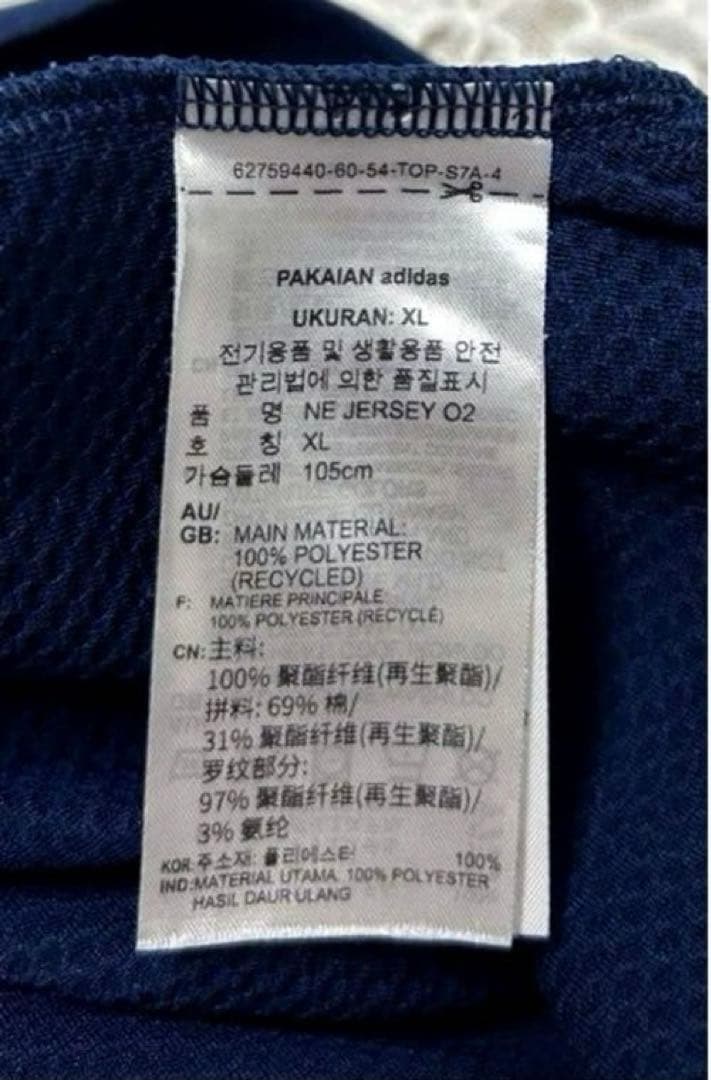 62759440-60-54-TOP-S7A-4
PAKAIAN adidas
UKURAN: XL
전기용품 및 생활용품 안전
관리법에 의한 품질표시
품 명 NE JERSEY O2
호 칭 XL
가슴둘레 105cm
AU/
GB: MAIN MATERIAL:
100% POLYESTER
(RECYCLED)
F: MATIERE PRINCIPALE
100% POLYESTER (RECYCLÉ)
CN: 主料:
100% 聚酯纤维(再生聚酯)/
拼料: 69% 棉/
31% 聚酯纤维(再生聚酯)/
罗纹部分:
97% 聚酯纤维(再生聚酯)/
3% 氨纶
KOR: 주소재: 폴리에스터 100%
IND: MATERIAL UTAMA: 100% POLYESTER
HASIL DAUR ULANG